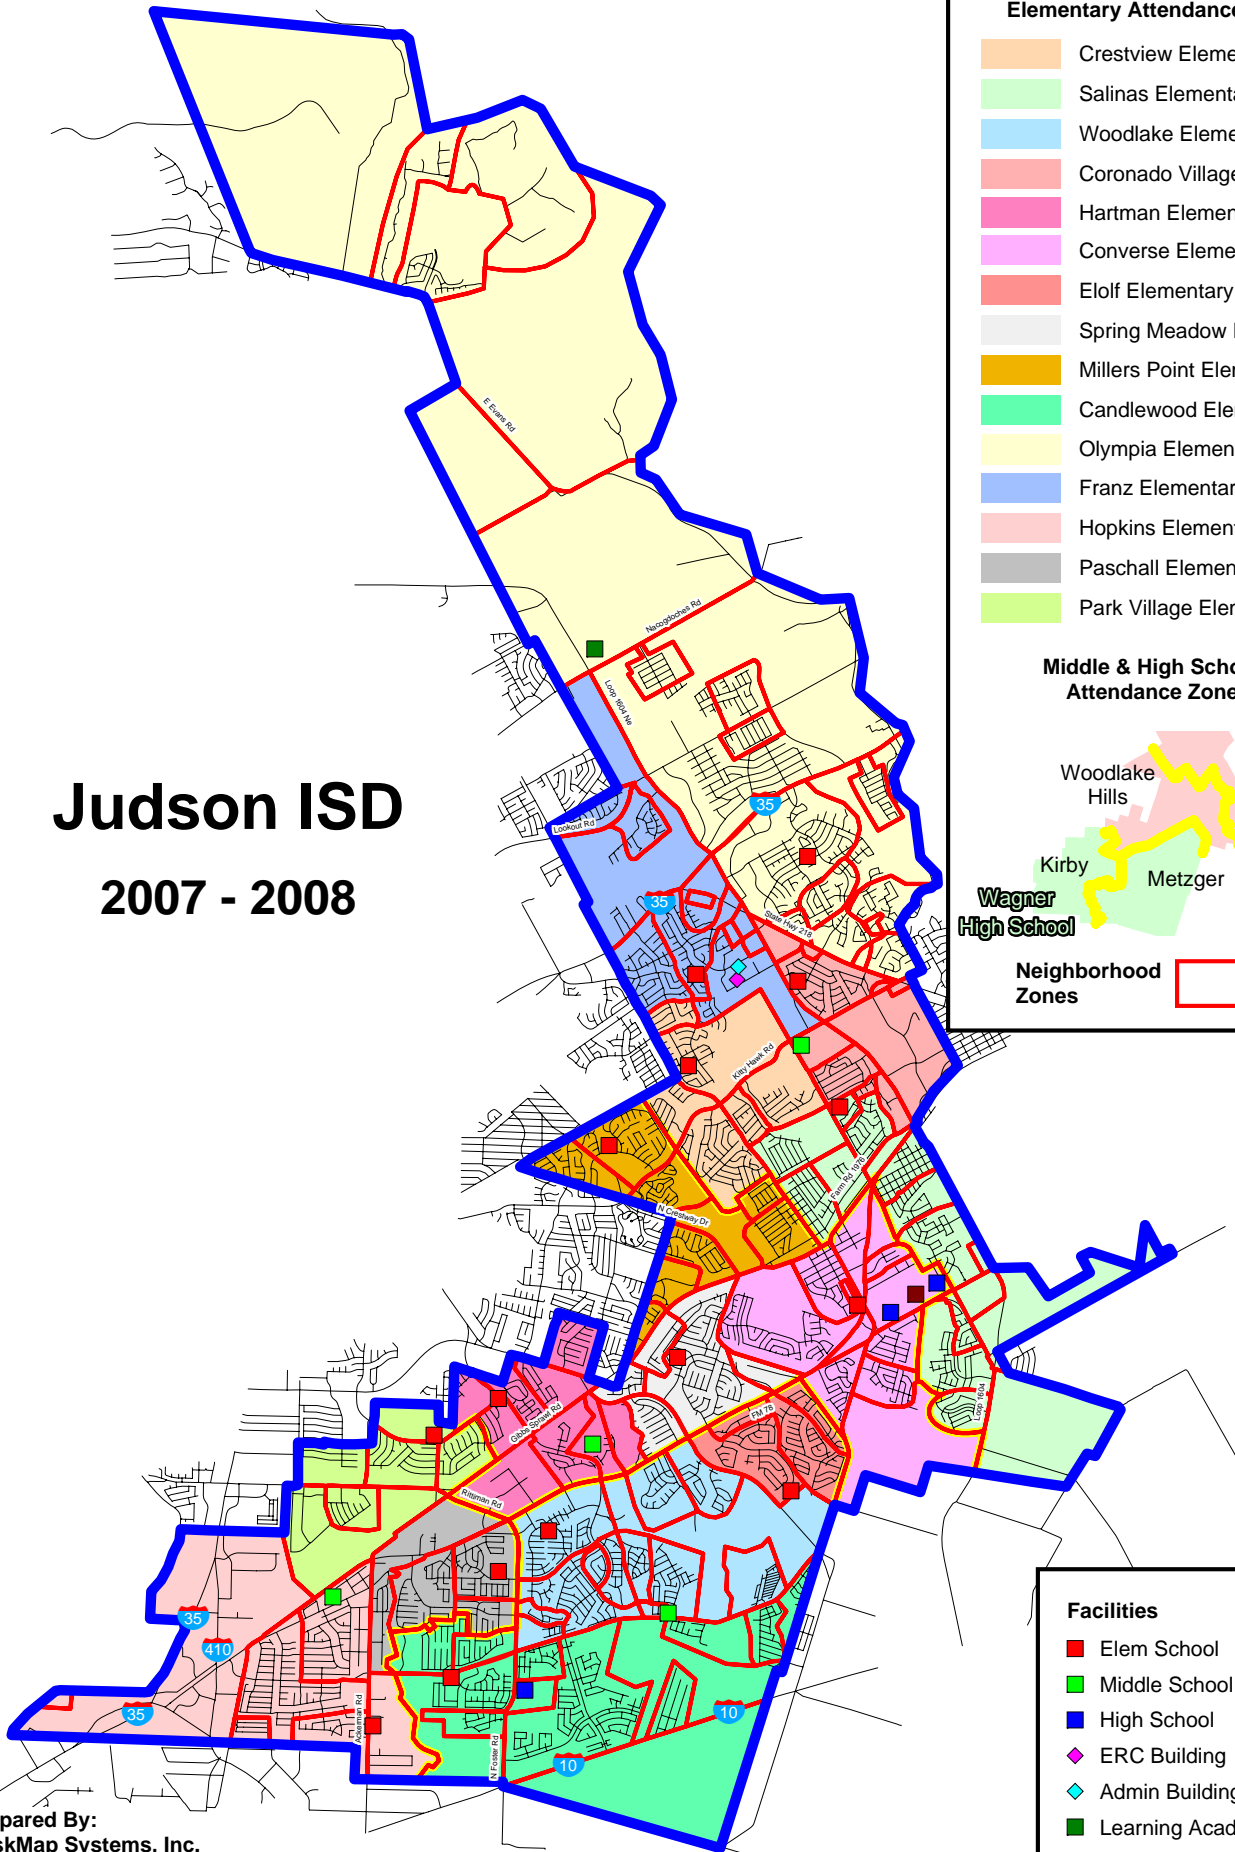 Elementary Attendance
Crestview Eleme
Salinas Elementa
Woodlake Eleme
Coronado Village
Hartman Elemen
Converse Eleme
Elolf Elementary
Spring Meadow
Millers Point Elem
Candlewood Ele
Olympia Elemen
Franz Elementar
Hopkins Element
Paschall Elemen
Park Village Eler
Middle & High Scho
Attendance Zone
Woodlake
Hills
Kirby
Metzger
Wagner
High School
Neighborhood
Zones
E Evans Rd
Nacogdoches Rd
Loop 1604 Ne
35
Lookout Rd
35
State Hwy 218
Kitty Hawk Rd
Farm Rd 1976
N Crestway Dr
Loop 1604
FM 78
Gibbs Sprawl Rd
Rittiman Rd
35
410
35
Ackerman Rd
N Foster Rd
10
10
Judson ISD
2007 - 2008
Facilities
Elem School
Middle School
High School
ERC Building
Admin Building
Learning Acad
pared By:
skMap Systems, Inc.